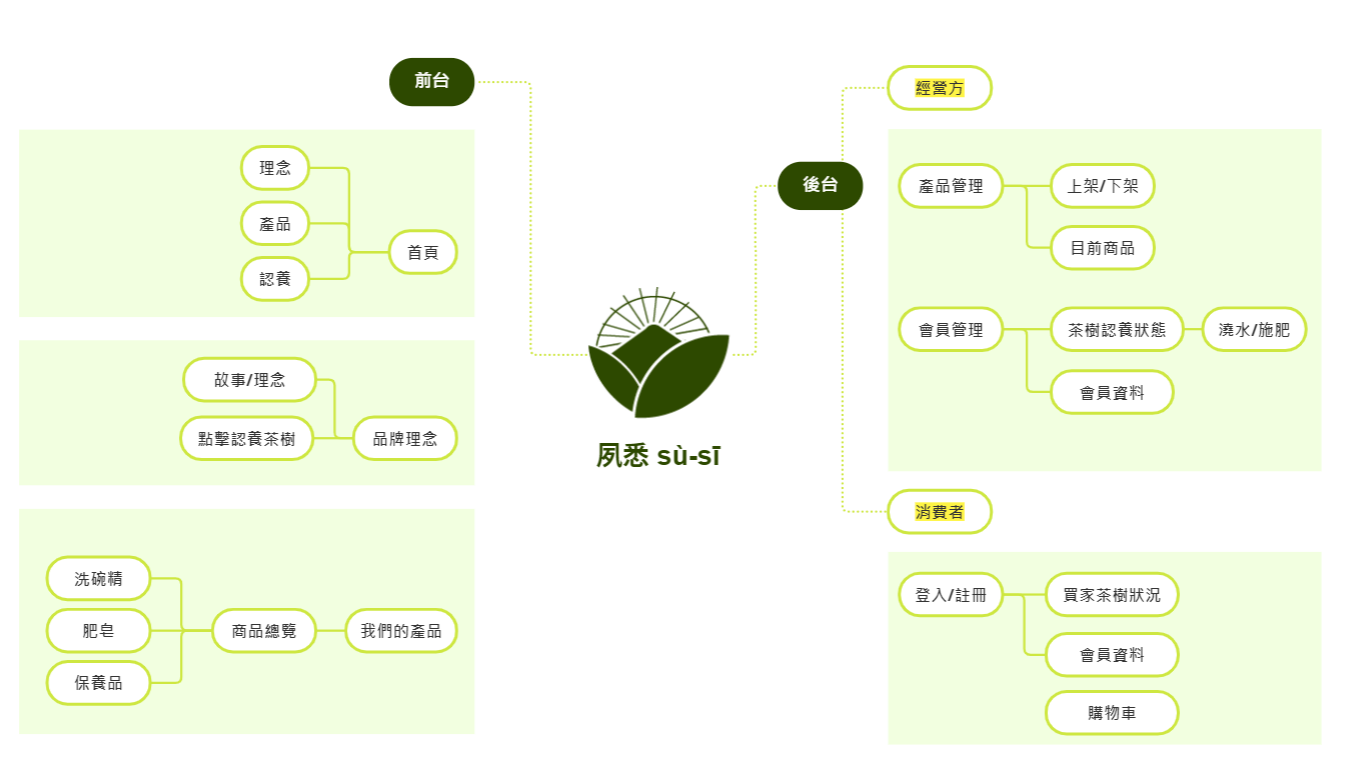 前台
理念
產品
認養
首頁
故事/理念
點擊認養茶樹
品牌理念
洗碗精
肥皂
保養品
商品總覽
我們的產品
夙悉 sù-sī
後台
經營方
產品管理
上架/下架
目前商品
會員管理
茶樹認養狀態
澆水/施肥
會員資料
消費者
登入/註冊
買家茶樹狀況
會員資料
購物車